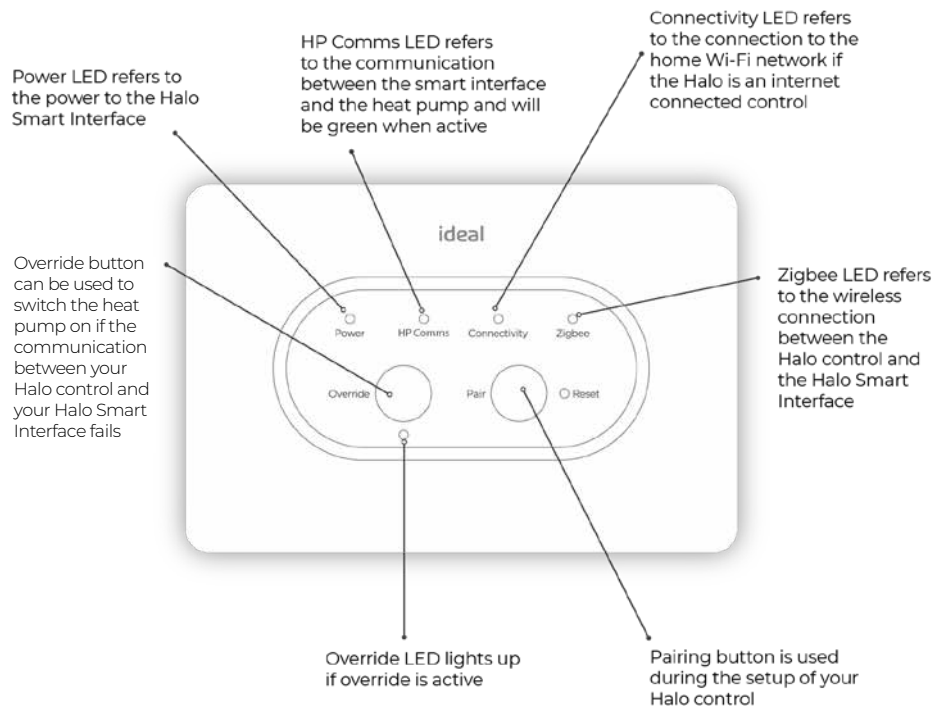 Connectivity LED refers
to the connection to the
home Wi-Fi network if
the Halo is an internet
connected control
HP Comms LED refers
to the communication
between the smart interface
and the heat pump and will
be green when active
Power LED refers to
the power to the Halo
Smart Interface
ideal
Override button
can be used to
switch the heat
pump on if the
communication
between your
Halo control and
your Halo Smart
Interface fails
Zigbee LED refers
to the wireless
connection
between the
Halo control and
the Halo Smart
Interface
Power HP Comms Connectivity Zigbee
Override Pair Reset
Override LED lights up
if override is active
Pairing button is used
during the setup of your
Halo control